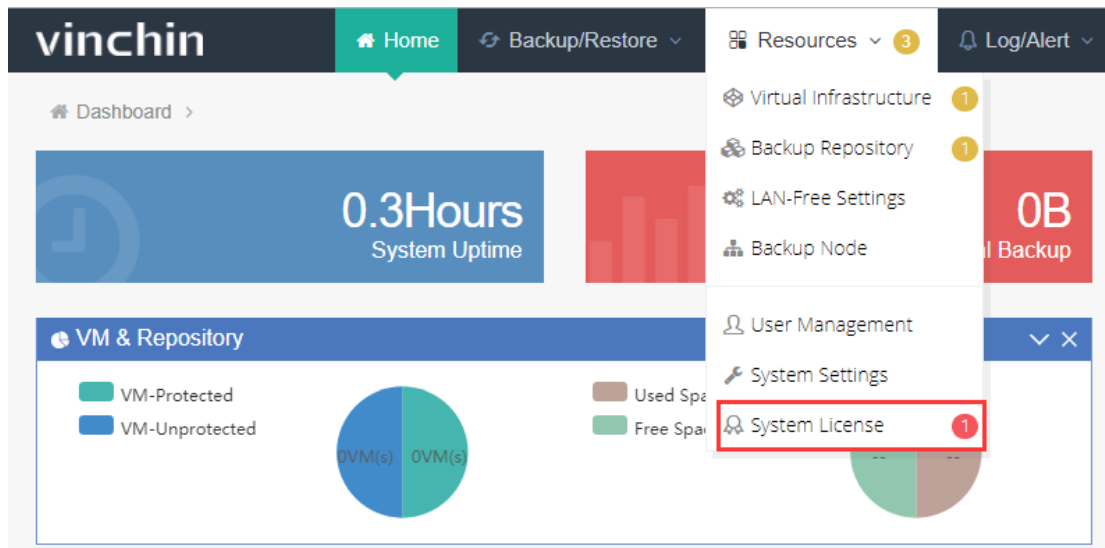 vinchin
Home
Backup/Restore
Resources
3
Log/Alert
Dashboard >
Virtual Infrastructure
1
Backup Repository
1
LAN-Free Settings
Backup Node
User Management
System Settings
System License
1
0.3Hours
System Uptime
0B
Backup
VM & Repository
VM-Protected
VM-Unprotected
0VM(s)
0VM(s)
Used
Free